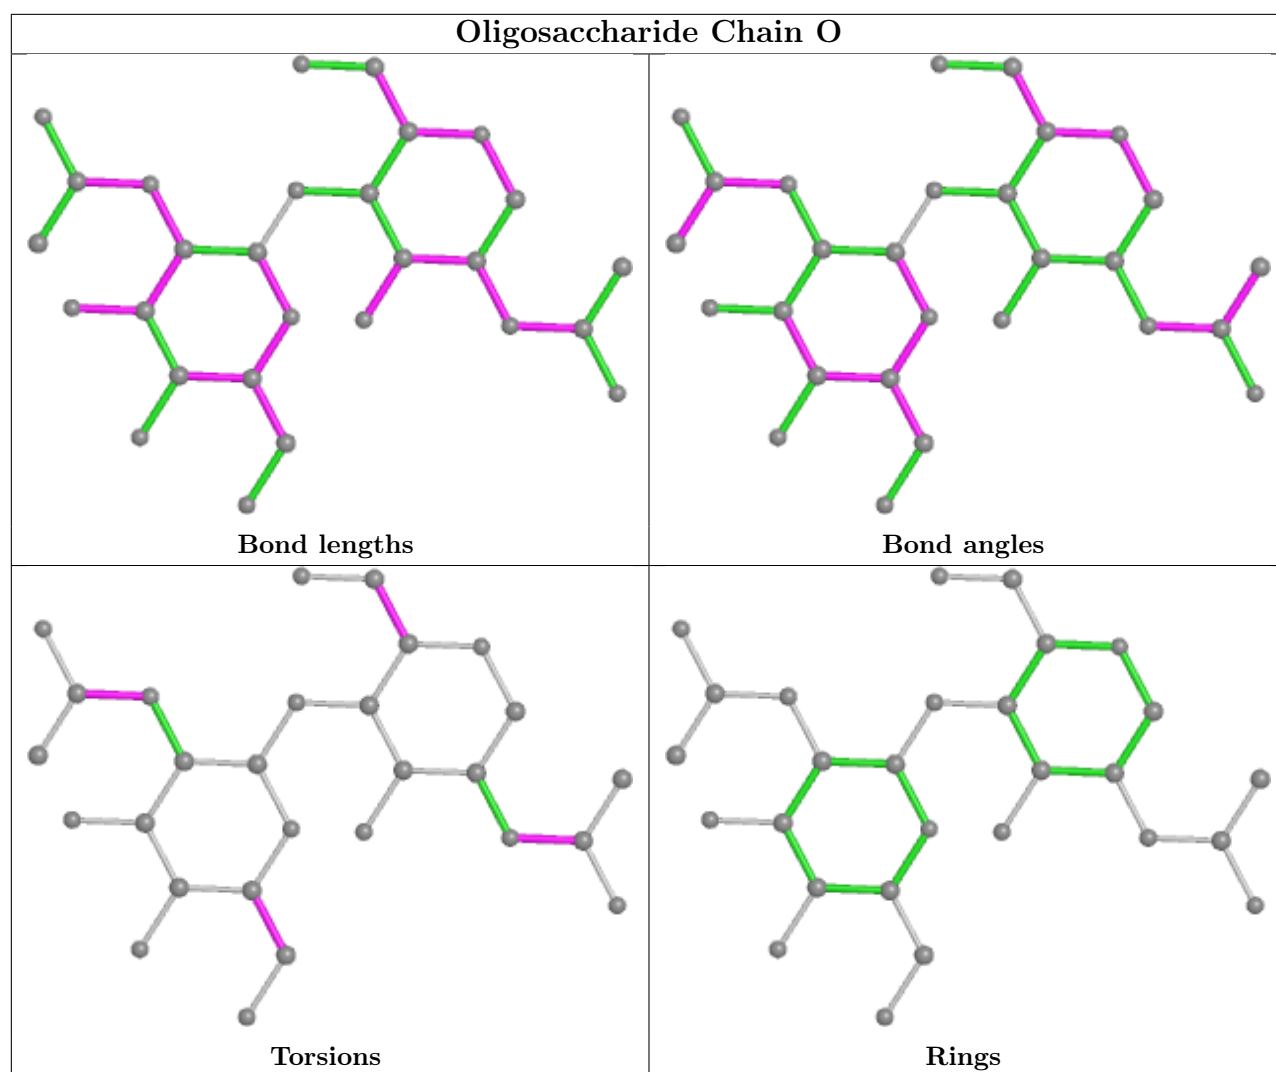 Oligosaccharide Chain O
Bond lengths
Bond angles
Torsions
Rings